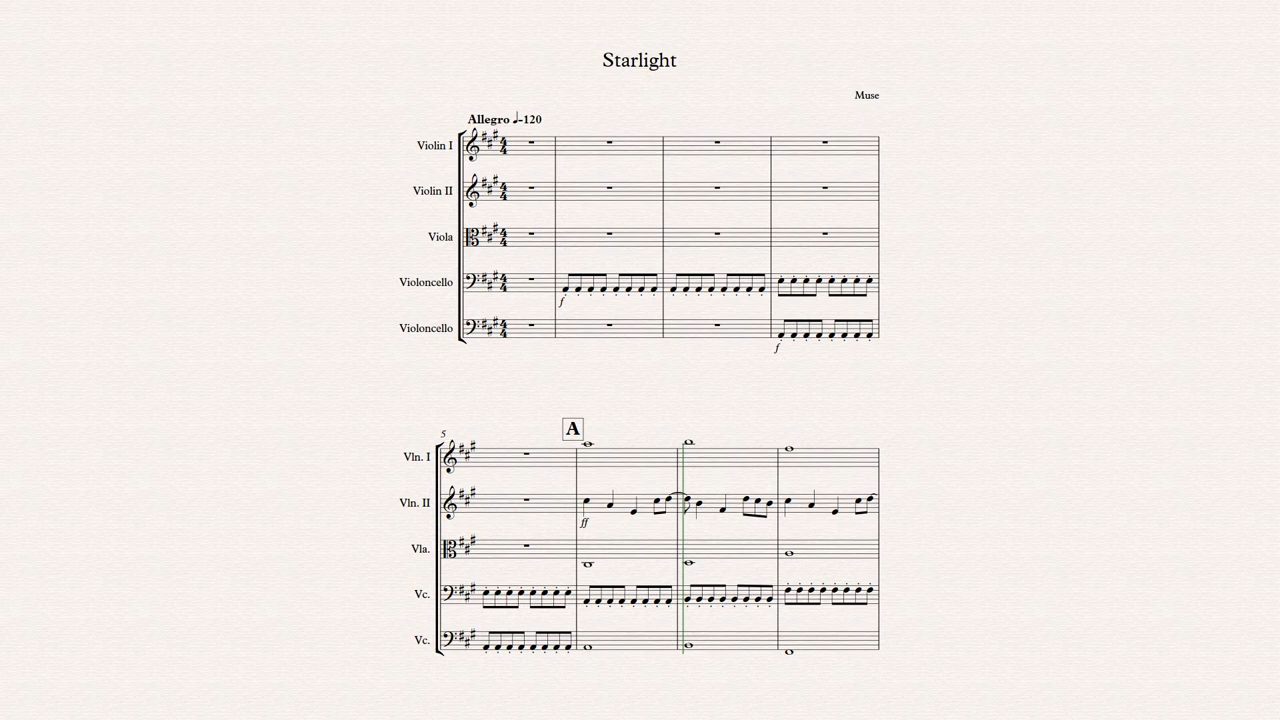 Starlight
Muse
Allegro ♩=120
Violin I
Violin II
Viola
Violoncello
f
Violoncello
f
5
A
Vln. I
Vln. II
ff
Vla.
Vc.
Vc.